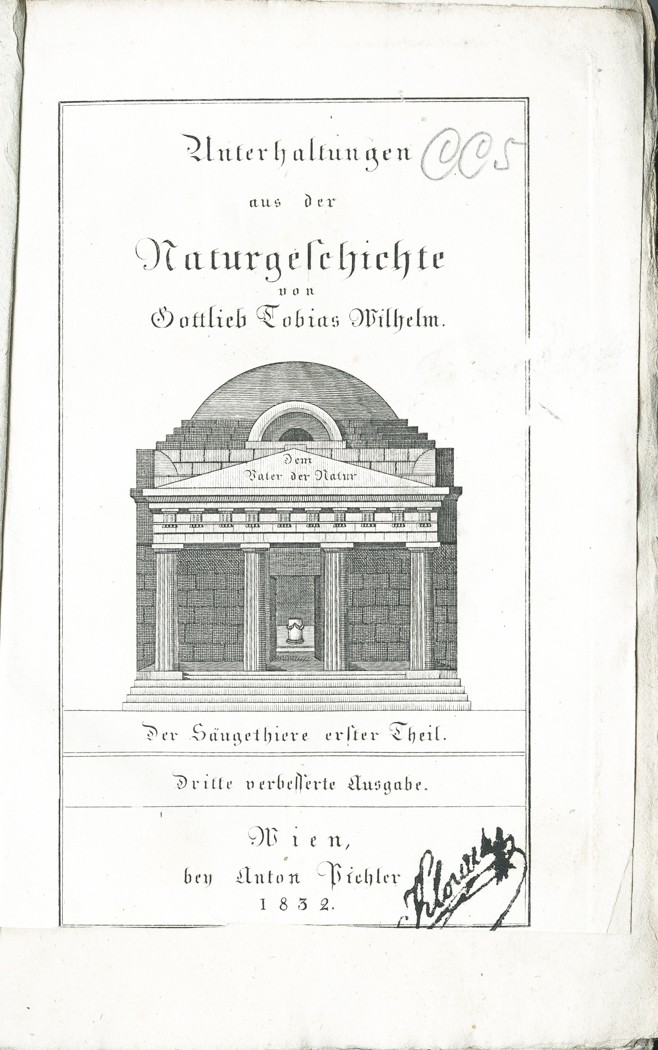 Unterhaltungen
CC5
aus der
Naturgeſchichte
von
Gottlieb Tobias Wilhelm.
Dem
Vater der Natur
Der Säugethiere erſter Theil.
Dritte verbeſſerte Ausgabe.
Wien,
bey Anton Pichler
1832.